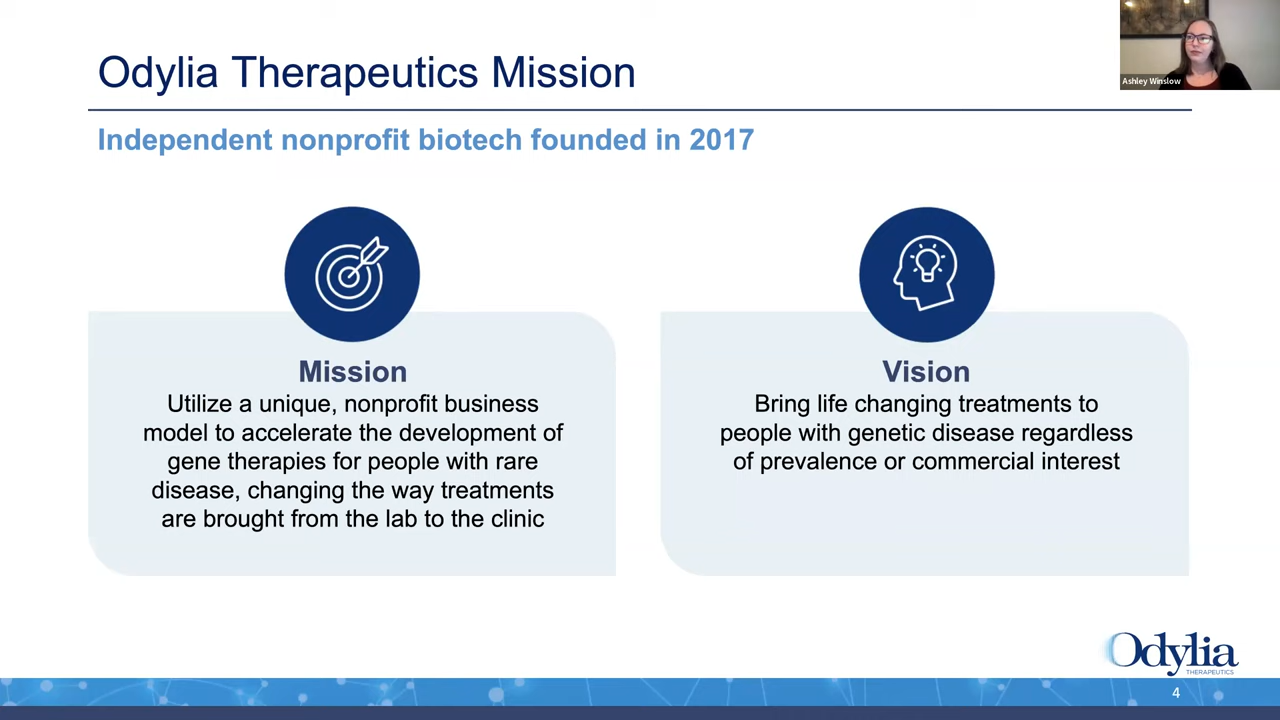 Odylia Therapeutics Mission
Ashley Winslow
Independent nonprofit biotech founded in 2017
Mission
Utilize a unique, nonprofit business
model to accelerate the development of
gene therapies for people with rare
disease, changing the way treatments
are brought from the lab to the clinic
Vision
Bring life changing treatments to
people with genetic disease regardless
of prevalence or commercial interest
Odylia
THERAPEUTICS
4